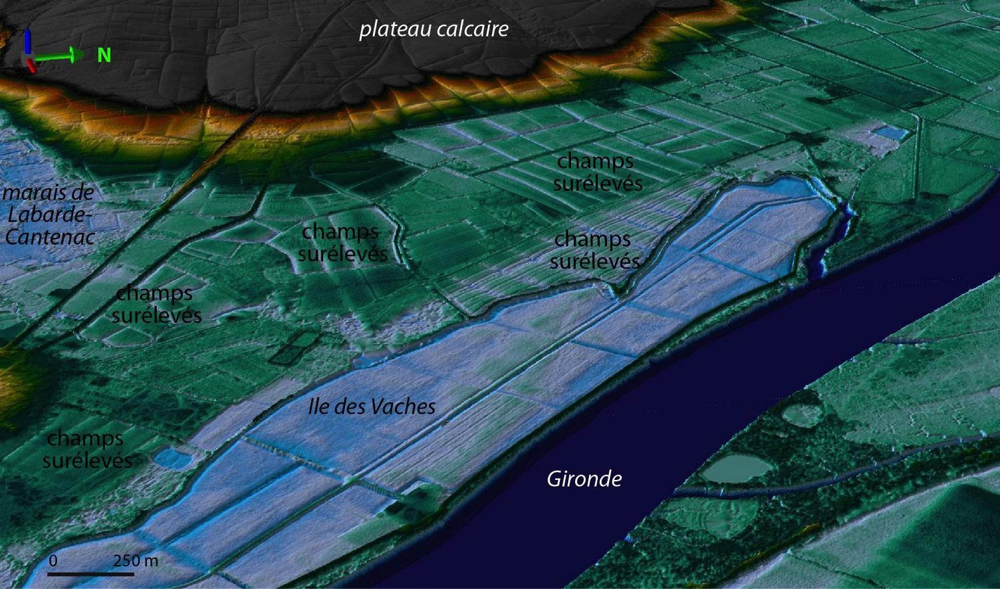 plateau calcaire
N
champs
surélevés
marais de
Labarde-
Cantenac
champs
surélevés
champs
surélevés
champs
surélevés
Ile des Vaches
champs
surélevés
Gironde
0 250 m